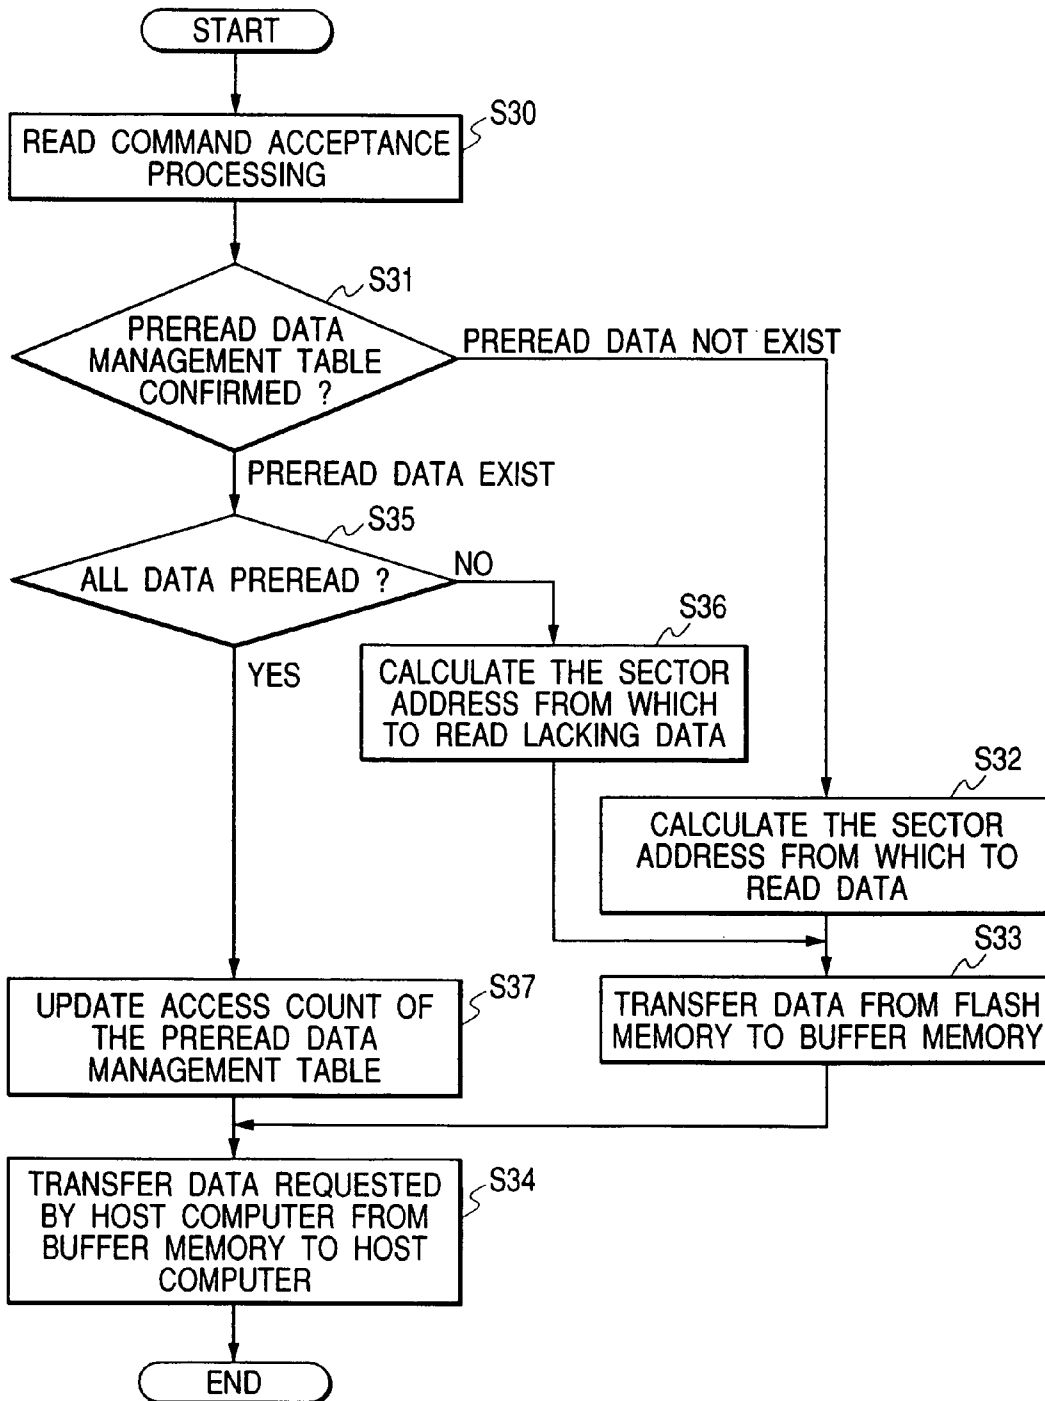 START
S30
READ COMMAND ACCEPTANCE
PROCESSING
S31
PREREAD DATA
MANAGEMENT TABLE
CONFIRMED ?
PREREAD DATA NOT EXIST
PREREAD DATA EXIST
S35
ALL DATA PREREAD ?
NO
YES
S36
CALCULATE THE SECTOR
ADDRESS FROM WHICH
TO READ LACKING DATA
S32
CALCULATE THE SECTOR
ADDRESS FROM WHICH TO
READ DATA
S33
TRANSFER DATA FROM FLASH
MEMORY TO BUFFER MEMORY
S37
UPDATE ACCESS COUNT OF
THE PREREAD DATA
MANAGEMENT TABLE
S34
TRANSFER DATA REQUESTED
BY HOST COMPUTER FROM
BUFFER MEMORY TO HOST
COMPUTER
END